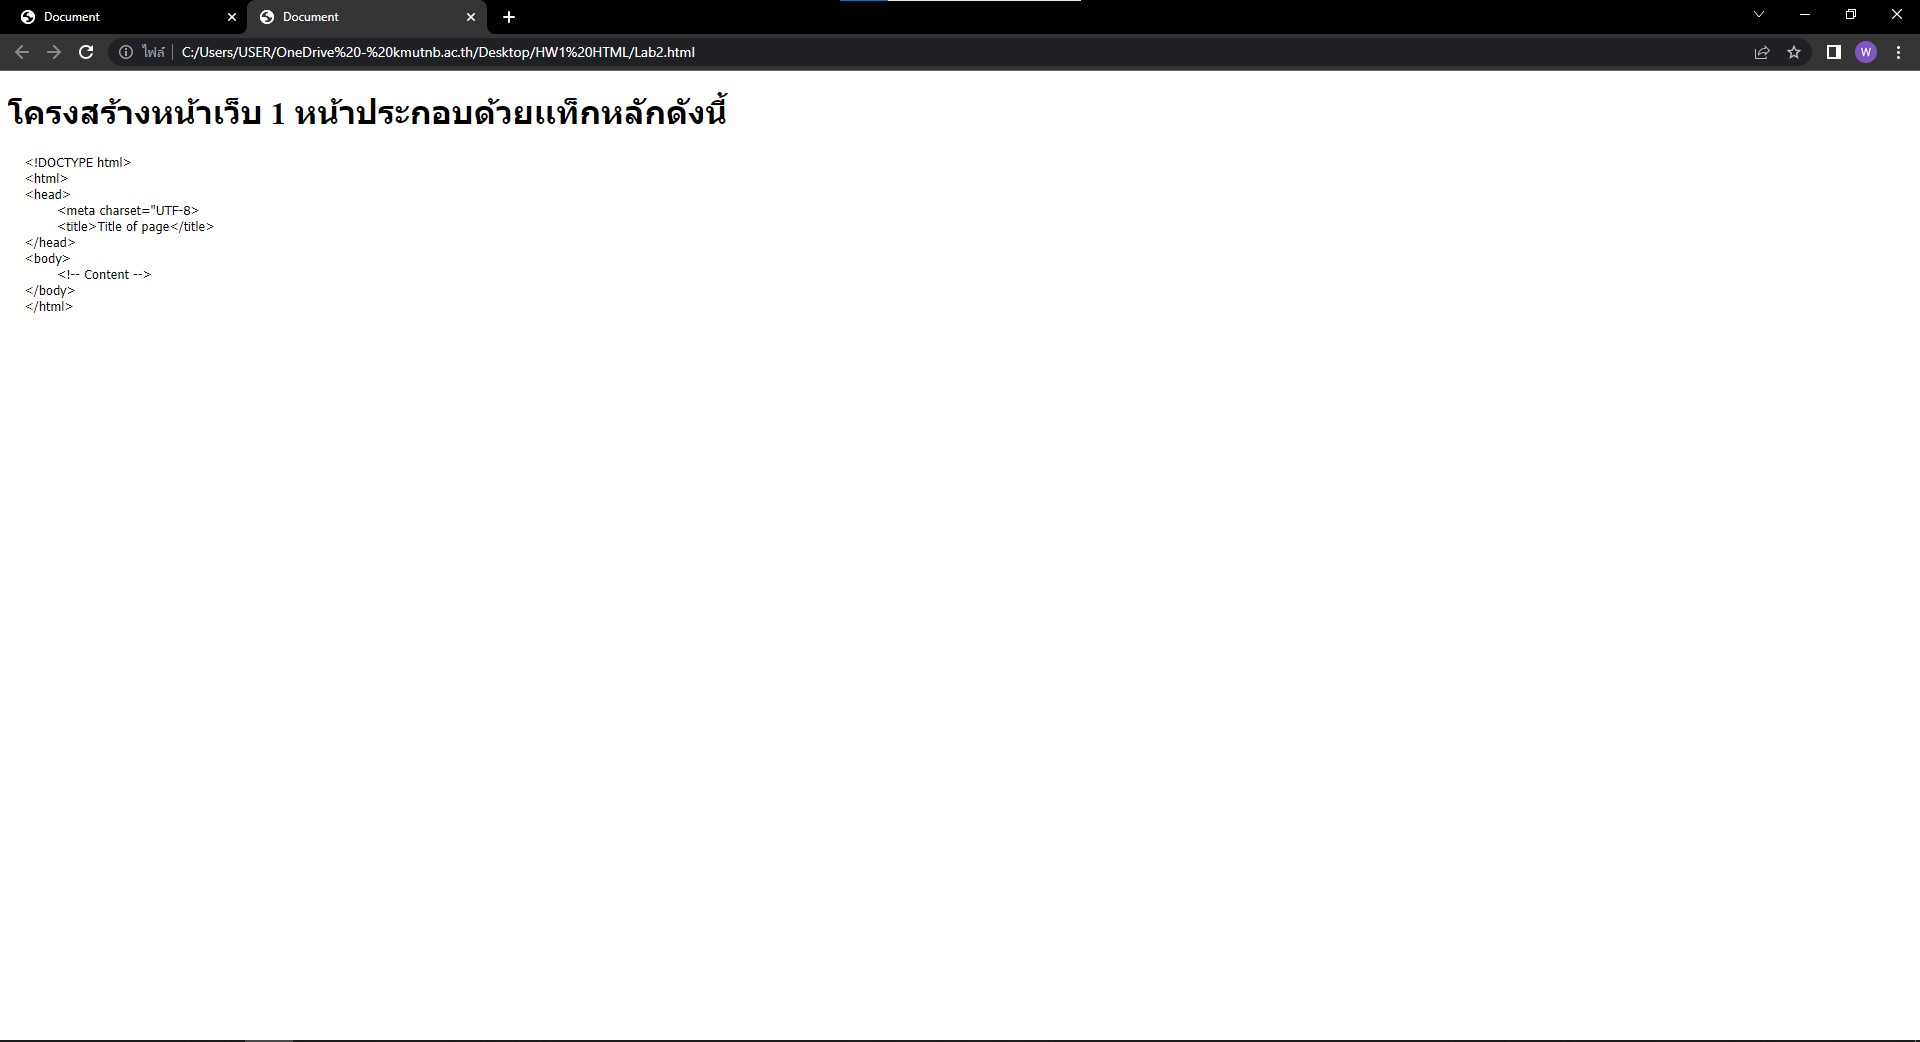 Document
Document
ไฟล์
C:/Users/USER/OneDrive%20-%20kmutnb.ac.th/Desktop/HW1%20HTML/Lab2.html
W
โครงสร้างหน้าเว็บ 1 หน้าประกอบด้วยแท็กหลักดังนี้
<!DOCTYPE html>
<html>
<head>
<meta charset="UTF-8>
<title>Title of page</title>
</head>
<body>
<!-- Content -->
</body>
</html>